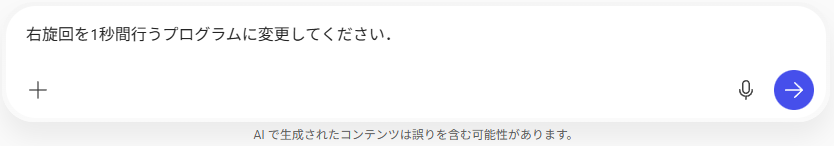 右旋回を1秒間行うプログラムに変更してください．
AI で生成されたコンテンツは誤りを含む可能性があります。